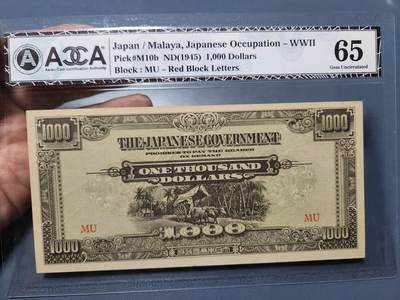 ACCA
Asian Coin Certification Authority
Japan / Malaya, Japanese Occupation – WWII
Pick#M10b ND(1945) 1,000 Dollars
Block : MU – Red Block Letters
65
Gem Uncirculated
1000
1000
THE JAPANESE GOVERNMENT
PROMISES TO PAY THE BEARER
ON DEMAND
ONE THOUSAND
DOLLARS
MU
MU
1000
1000
1000